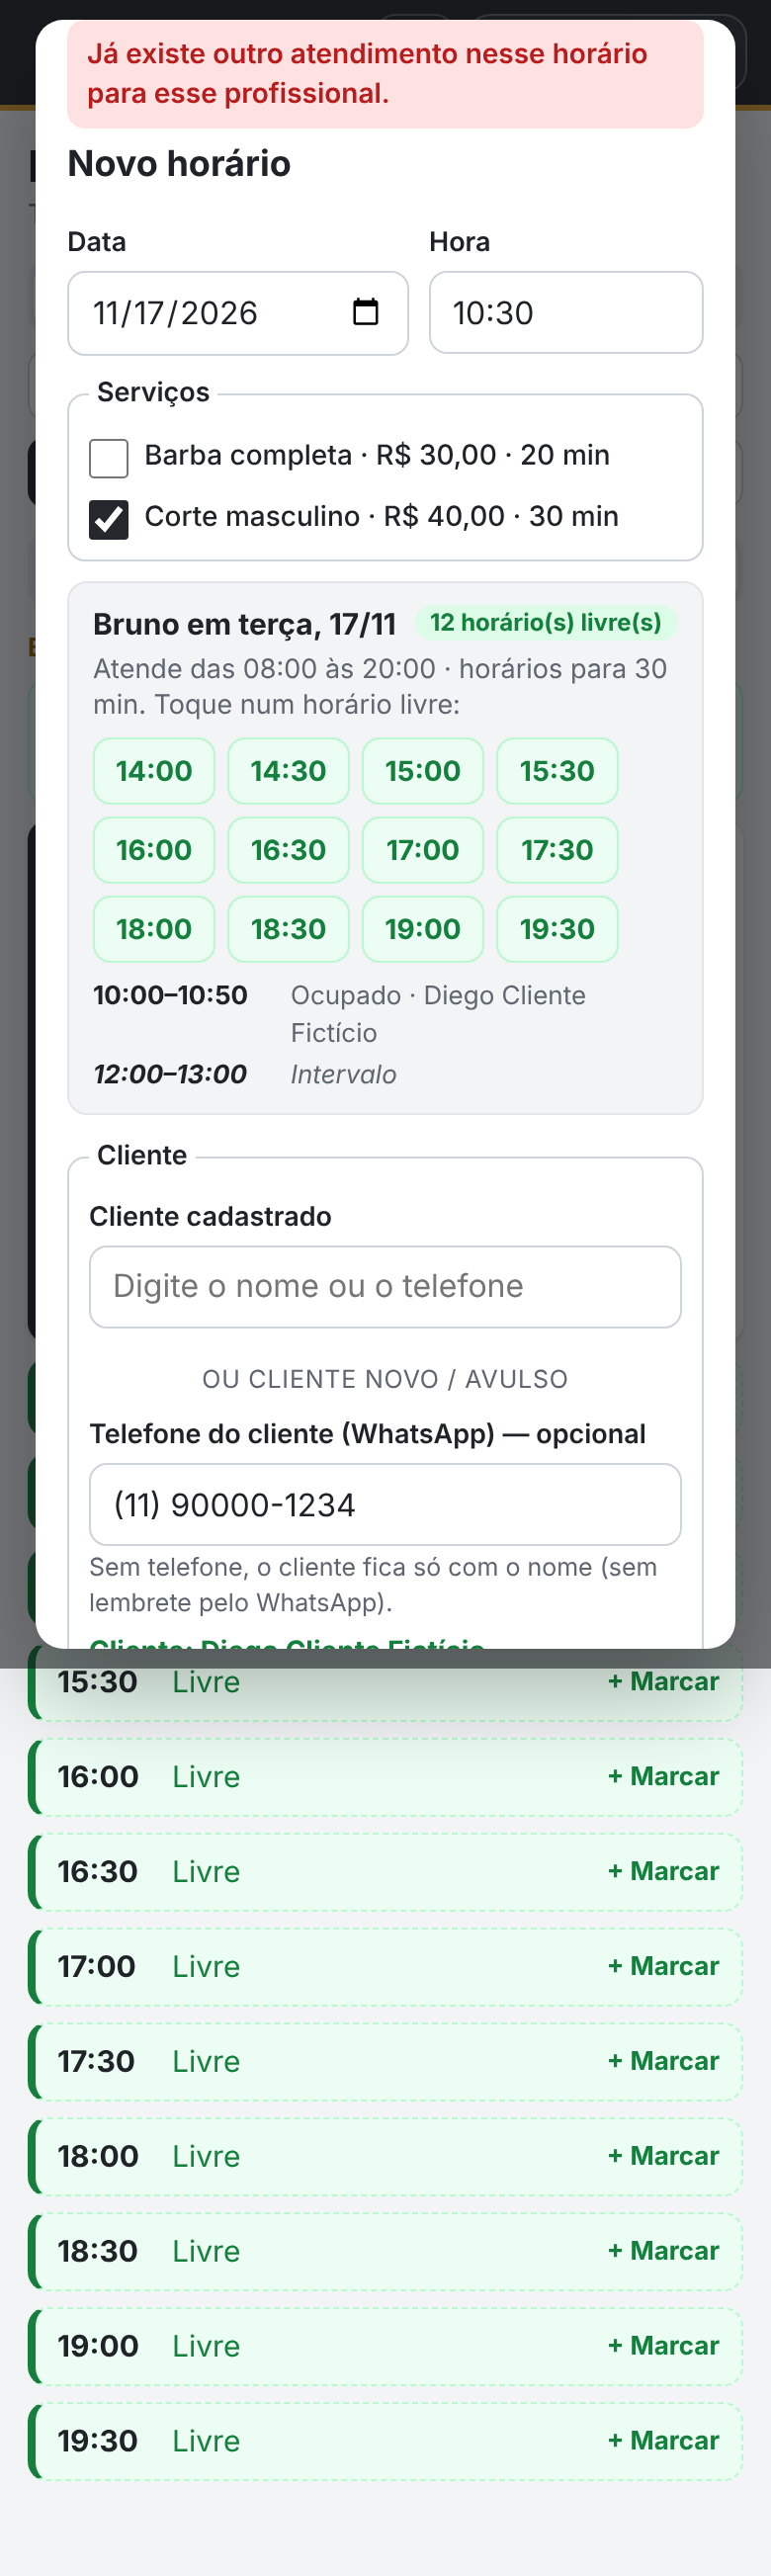 Já existe outro atendimento nesse horário
para esse profissional.
Novo horário
Data
Hora
11/17/2026
10:30
Serviços
Barba completa · R$ 30,00 · 20 min
Corte masculino · R$ 40,00 · 30 min
Bruno em terça, 17/11
12 horário(s) livre(s)
Atende das 08:00 às 20:00 · horários para 30
min. Toque num horário livre:
14:00 14:30 15:00 15:30
16:00 16:30 17:00 17:30
18:00 18:30 19:00 19:30
10:00–10:50 Ocupado · Diego Cliente
Fictício
12:00–13:00 Intervalo
Cliente
Cliente cadastrado
Digite o nome ou o telefone
OU CLIENTE NOVO / AVULSO
Telefone do cliente (WhatsApp) — opcional
(11) 90000-1234
Sem telefone, o cliente fica só com o nome (sem
lembrete pelo WhatsApp).
Cliente: Diego Cliente Fictício
15:30 Livre + Marcar
16:00 Livre + Marcar
16:30 Livre + Marcar
17:00 Livre + Marcar
17:30 Livre + Marcar
18:00 Livre + Marcar
18:30 Livre + Marcar
19:00 Livre + Marcar
19:30 Livre + Marcar